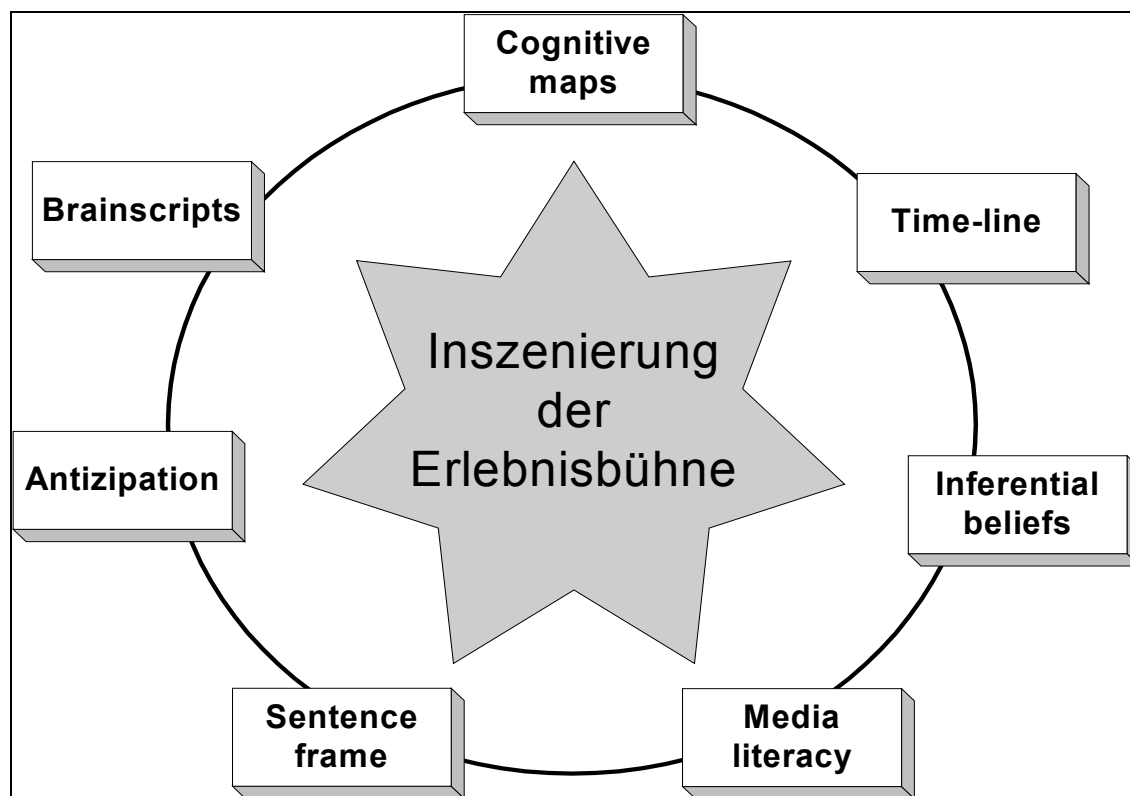 Cognitive
maps
Brainscripts
Time-line
Inszenierung
der
Erlebnisbühne
Antizipation
Inferential
beliefs
Sentence
frame
Media
literacy